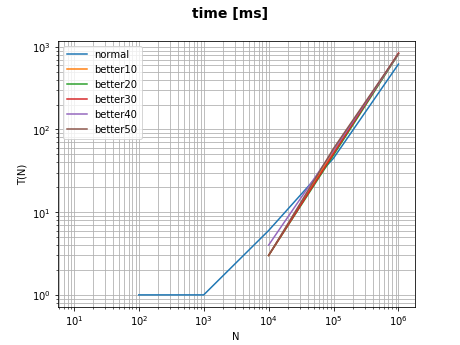 time [ms]
normal
better10
better20
better30
better40
better50
T(N)
10³
10²
10¹
10⁰
10¹
10²
10³
10⁴
10⁵
10⁶
N